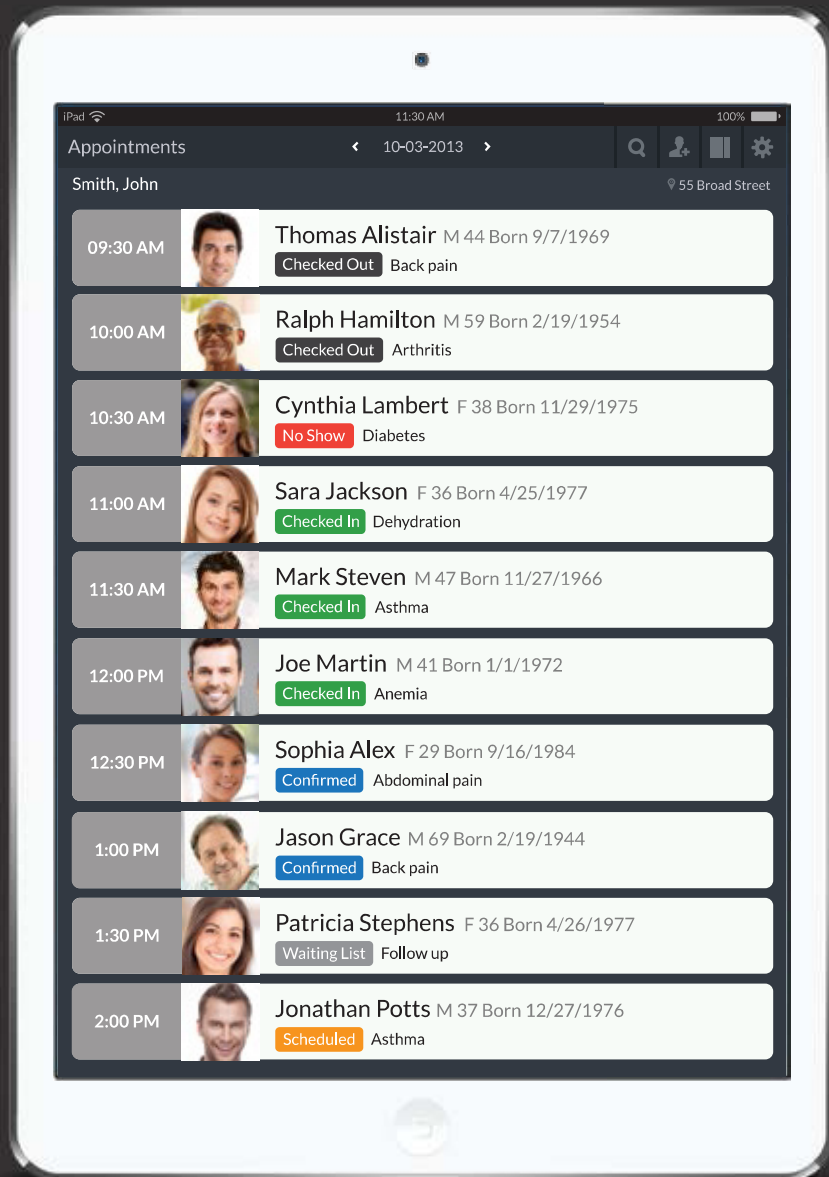 iPad 11:30 AM 100%
Appointments 10-03-2013
Smith, John 55 Broad Street
09:30 AM Thomas Alistair M 44 Born 9/7/1969
Checked Out Back pain
10:00 AM Ralph Hamilton M 59 Born 2/19/1954
Checked Out Arthritis
10:30 AM Cynthia Lambert F 38 Born 11/29/1975
No Show Diabetes
11:00 AM Sara Jackson F 36 Born 4/25/1977
Checked In Dehydration
11:30 AM Mark Steven M 47 Born 11/27/1966
Checked In Asthma
12:00 PM Joe Martin M 41 Born 1/1/1972
Checked In Anemia
12:30 PM Sophia Alex F 29 Born 9/16/1984
Confirmed Abdominal pain
1:00 PM Jason Grace M 69 Born 2/19/1944
Confirmed Back pain
1:30 PM Patricia Stephens F 36 Born 4/26/1977
Waiting List Follow up
2:00 PM Jonathan Potts M 37 Born 12/27/1976
Scheduled Asthma